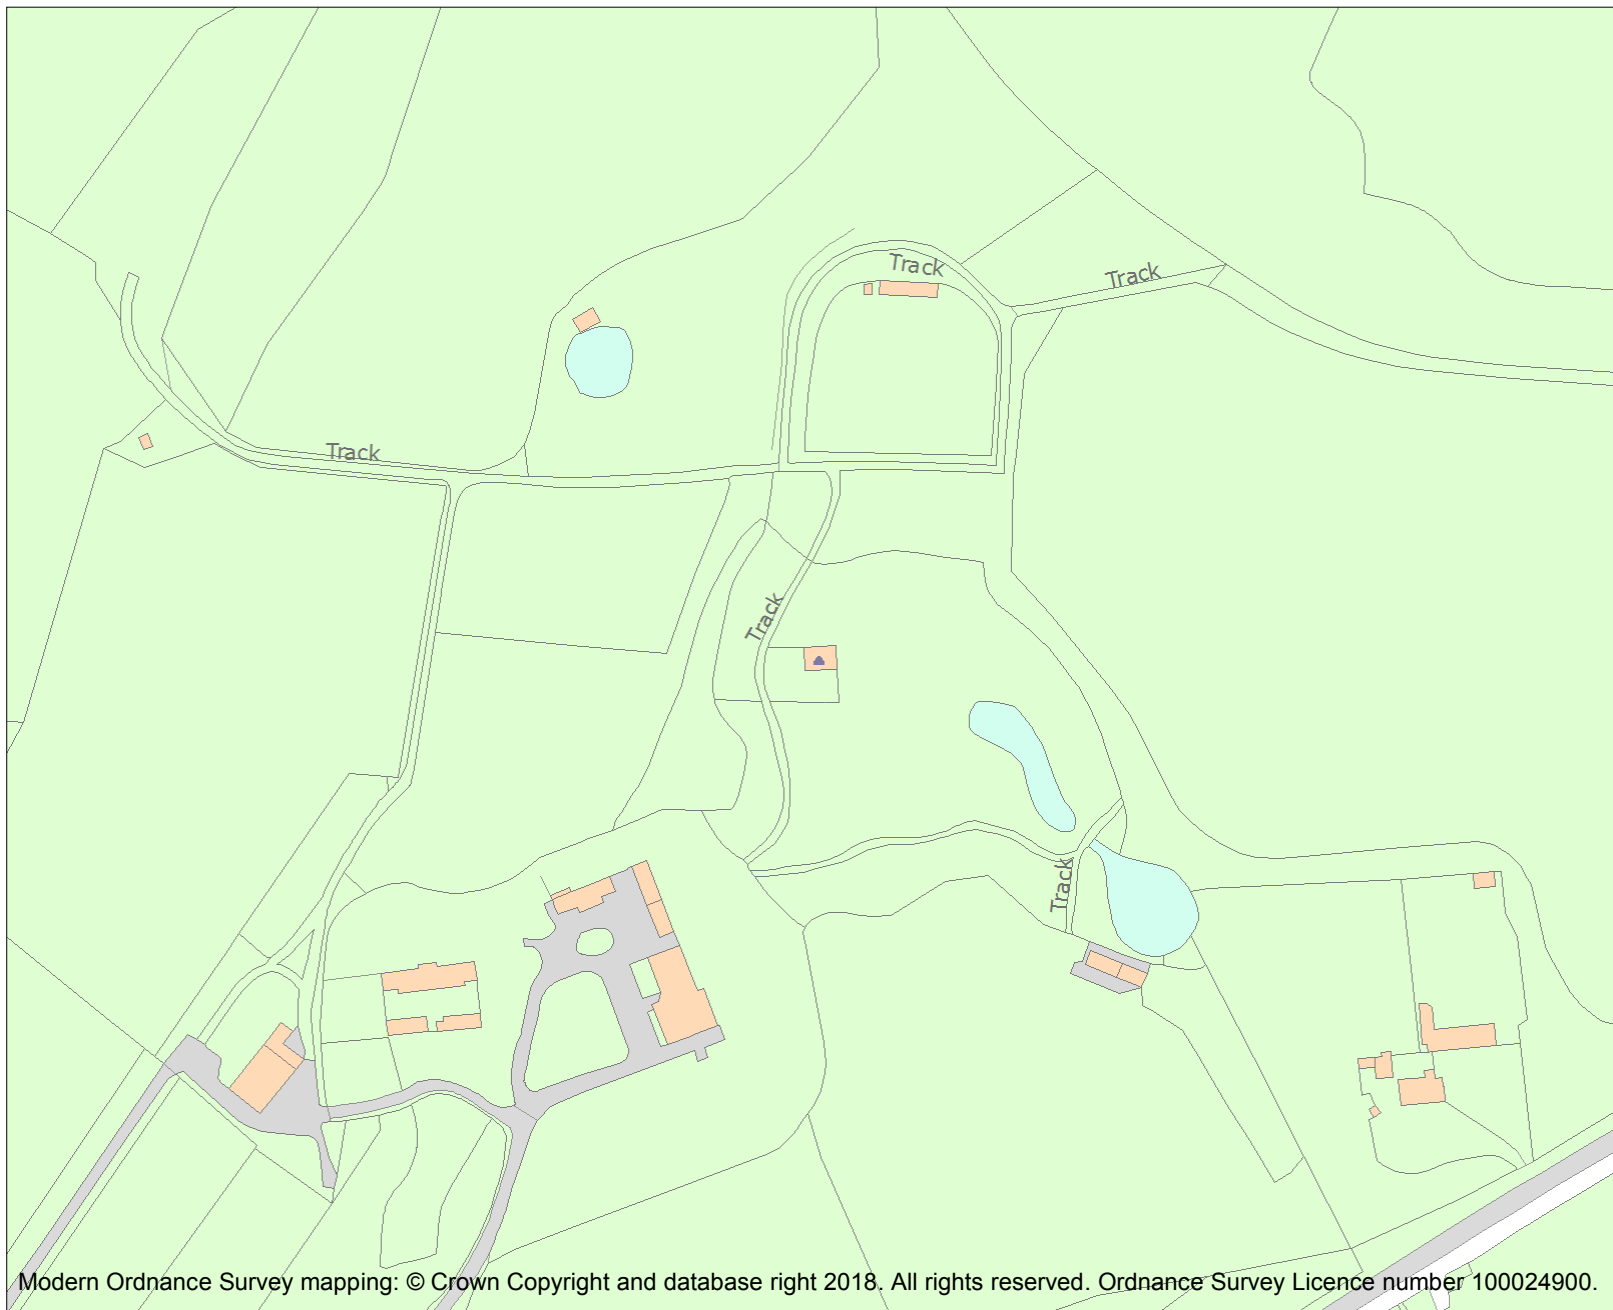 Track
Track
Track
Track
Track
Modern Ordnance Survey mapping: © Crown Copyright and database right 2018. All rights reserved. Ordnance Survey Licence number 100024900.